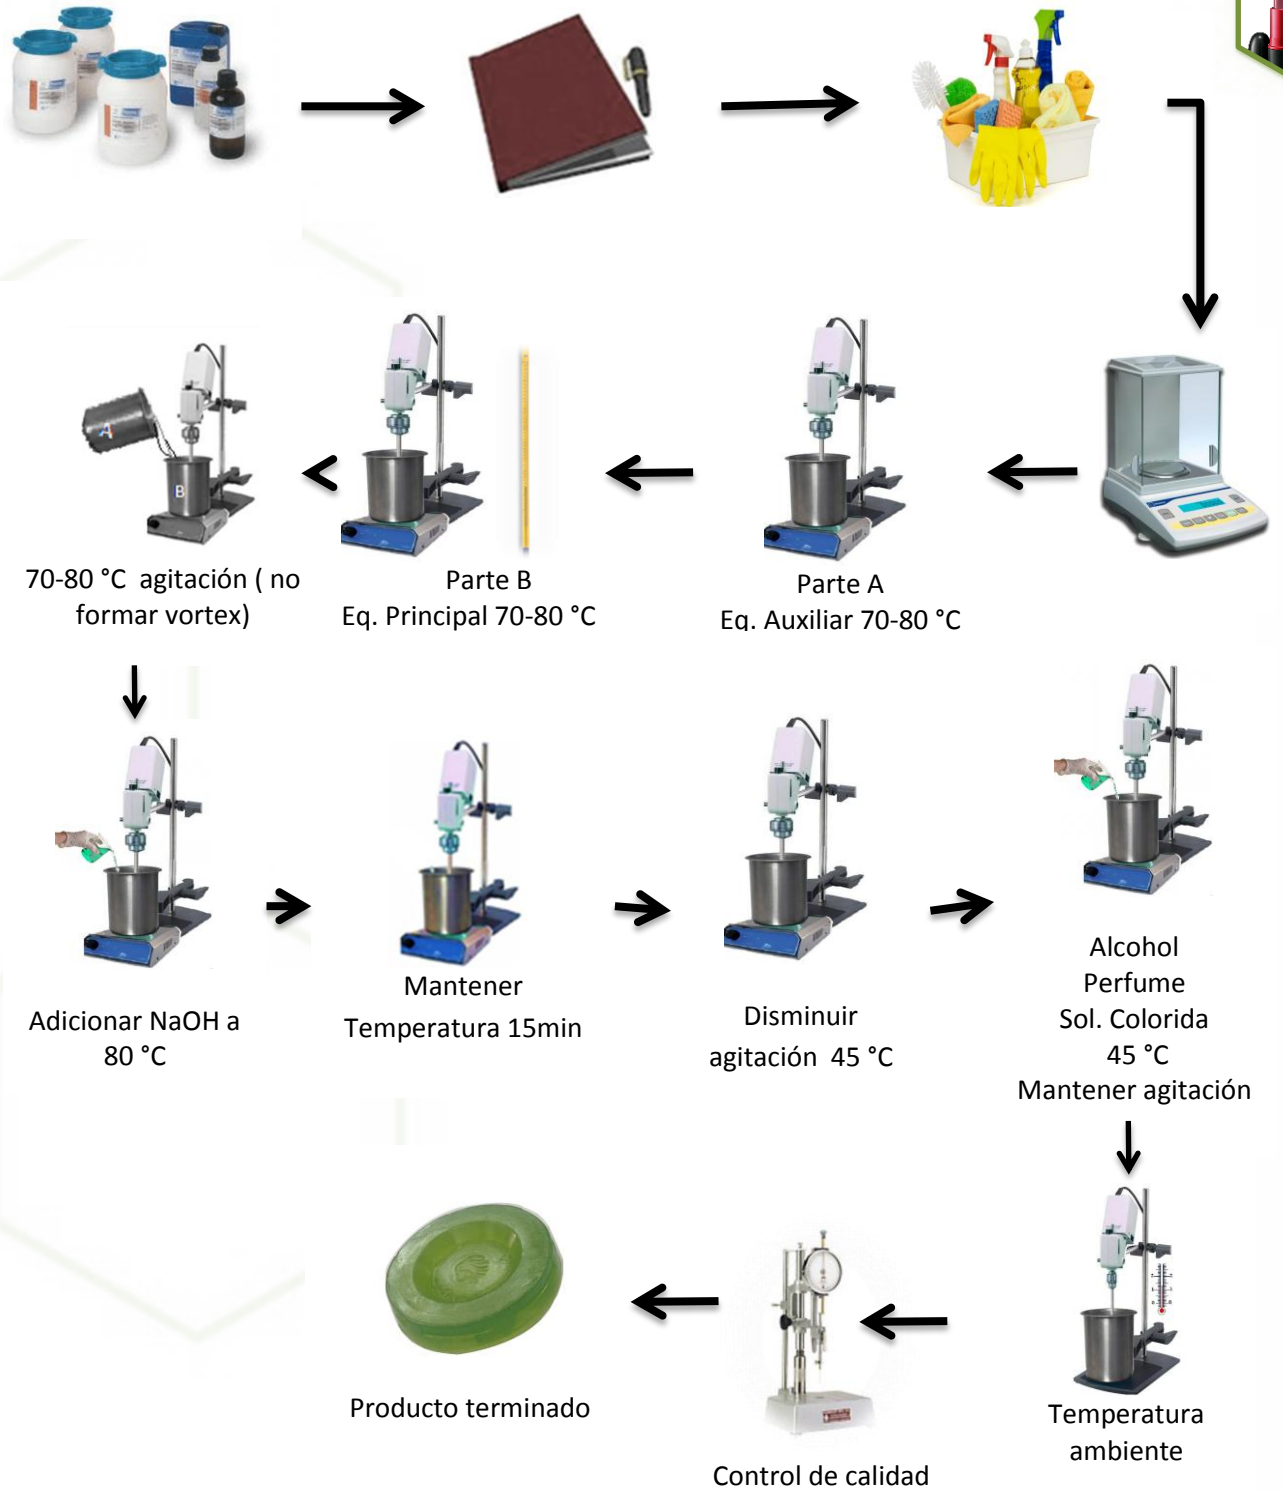 A
B
70-80 °C agitación ( no
formar vortex)
Parte B
Eq. Principal 70-80 °C
Parte A
Eq. Auxiliar 70-80 °C
Adicionar NaOH a
80 °C
Mantener
Temperatura 15min
Disminuir
agitación 45 °C
Alcohol
Perfume
Sol. Colorida
45 °C
Mantener agitación
Producto terminado
Control de calidad
Temperatura
ambiente